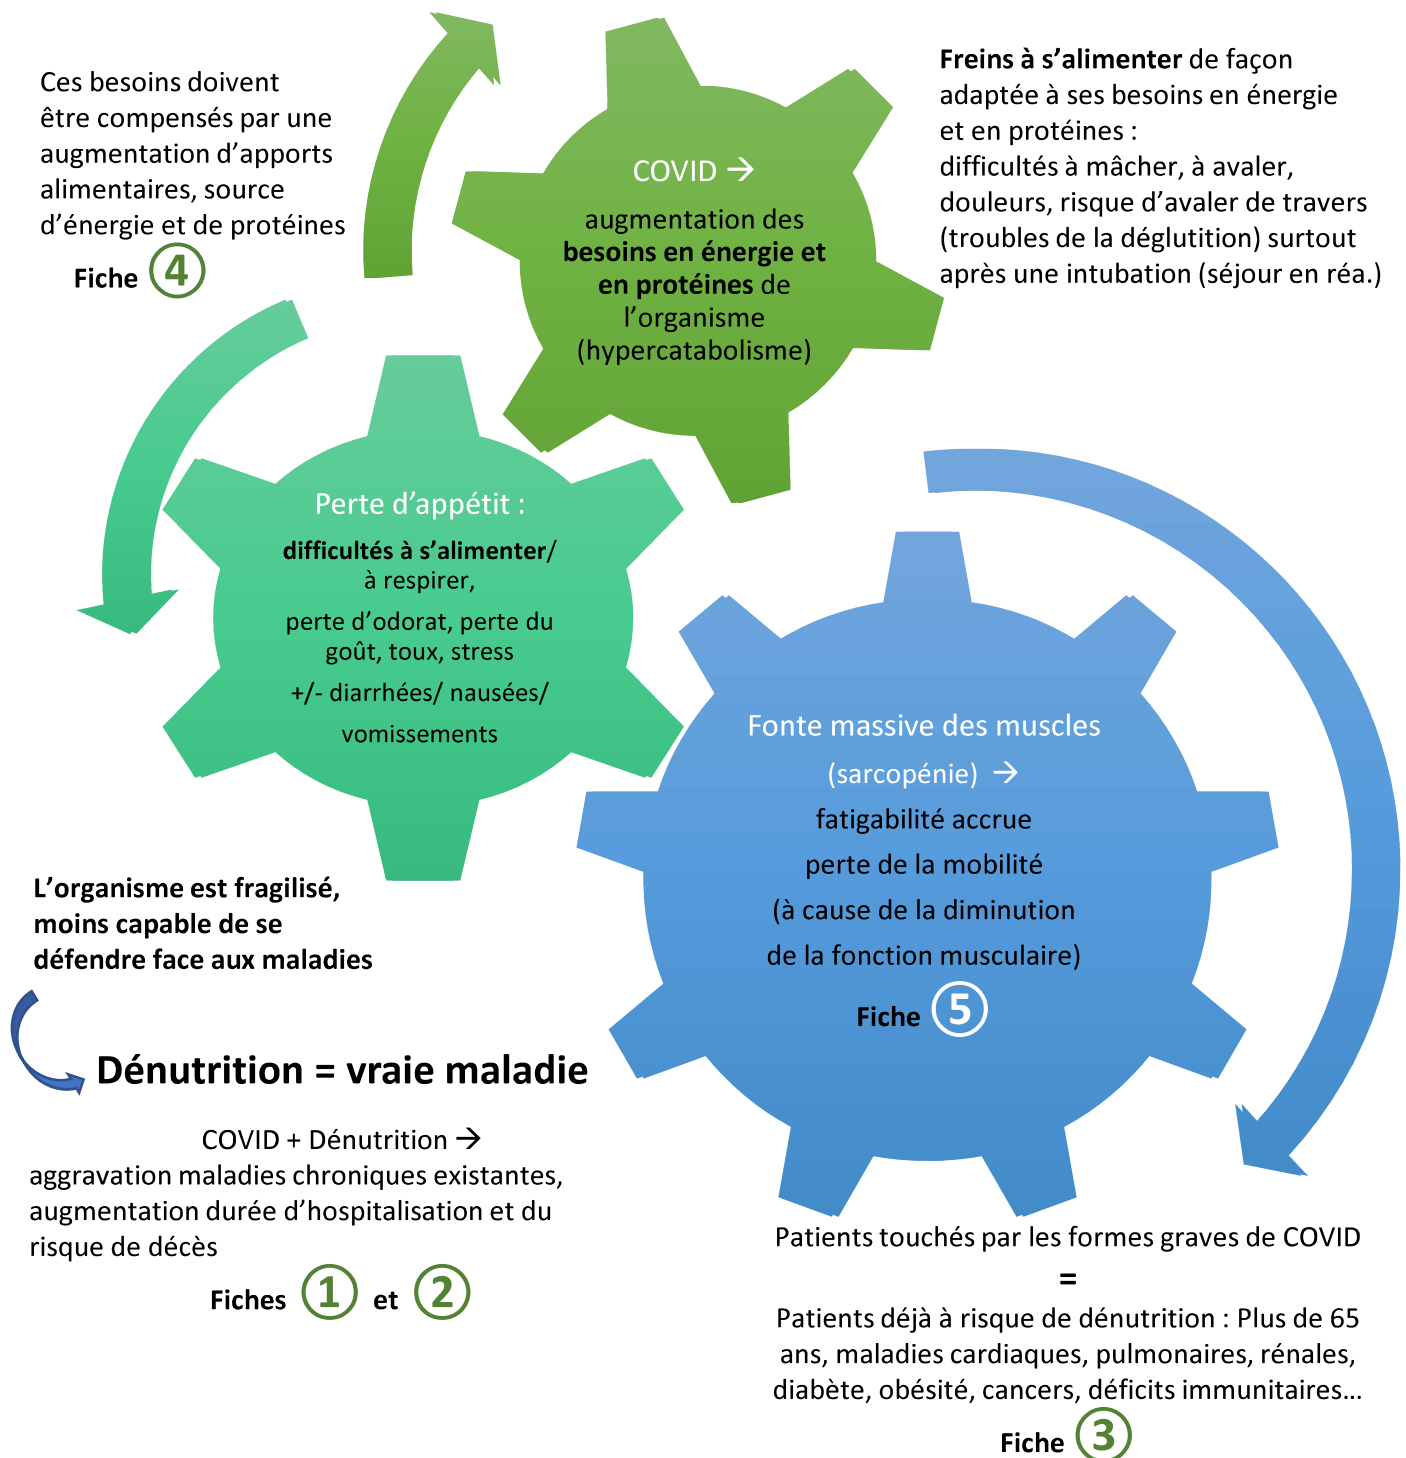 Ces besoins doivent
être compensés par une
augmentation d'apports
alimentaires, source
d'énergie et de protéines
Fiche 4
COVID →
augmentation des
besoins en énergie et
en protéines de
l'organisme
(hypercatabolisme)
Freins à s'alimenter de façon
adaptée à ses besoins en énergie
et en protéines :
difficultés à mâcher, à avaler,
douleurs, risque d'avaler de travers
(troubles de la déglutition) surtout
après une intubation (séjour en réa.)
Perte d'appétit :
difficultés à s'alimenter/
à respirer,
perte d'odorat, perte du
goût, toux, stress
+/- diarrhées/ nausées/
vomissements
Fonte massive des muscles
(sarcopénie) →
fatigabilité accrue
perte de la mobilité
(à cause de la diminution
de la fonction musculaire)
Fiche 5
L'organisme est fragilisé,
moins capable de se
défendre face aux maladies
Dénutrition = vraie maladie
COVID + Dénutrition →
aggravation maladies chroniques existantes,
augmentation durée d'hospitalisation et du
risque de décès
Fiches 1 et 2
Patients touchés par les formes graves de COVID
=
Patients déjà à risque de dénutrition : Plus de 65
ans, maladies cardiaques, pulmonaires, rénales,
diabète, obésité, cancers, déficits immunitaires…
Fiche 3